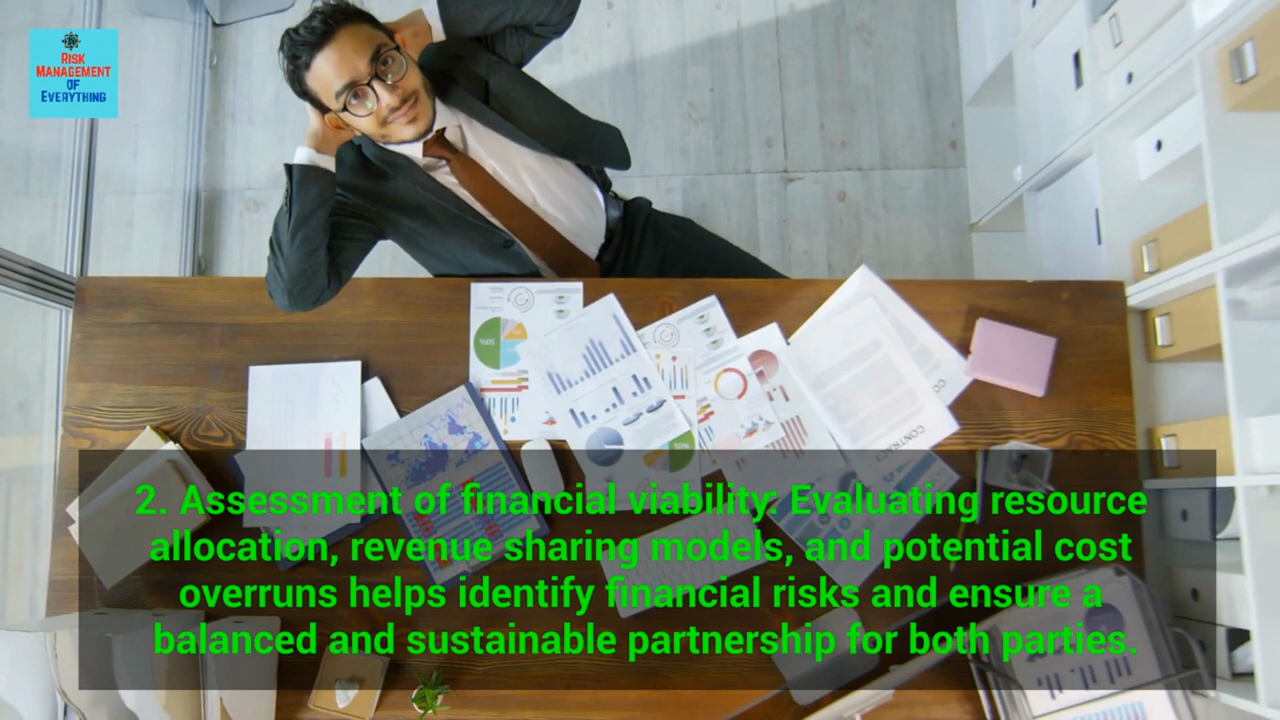 RISK
MANAGEMENT
OF
EVERYTHING
CONTRACT
2. Assessment of financial viability: Evaluating resource
allocation, revenue sharing models, and potential cost
overruns helps identify financial risks and ensure a
balanced and sustainable partnership for both parties.